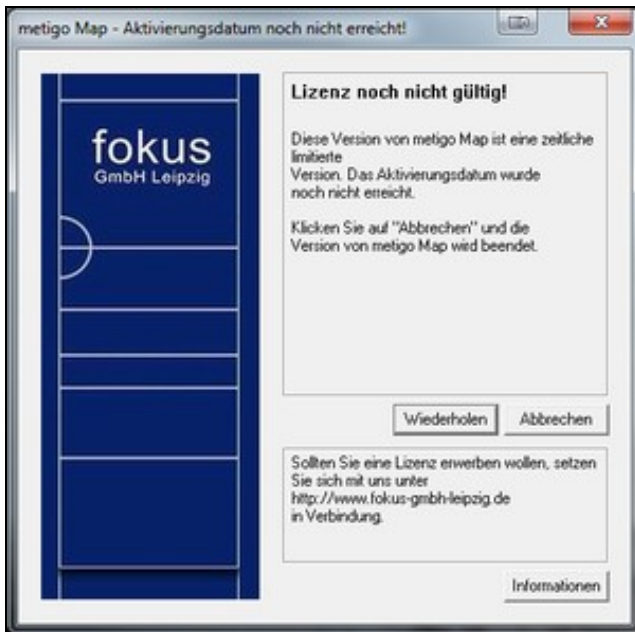 metigo Map - Aktivierungsdatum noch nicht erreicht!
fokus
GmbH Leipzig
Lizenz noch nicht gültig!
Diese Version von metigo Map ist eine zeitliche
limitierte
Version. Das Aktivierungsdatum wurde
noch nicht erreicht.
Klicken Sie auf "Abbrechen" und die
Version von metigo Map wird beendet.
Wiederholen
Abbrechen
Sollten Sie eine Lizenz erwerben wollen, setzen
Sie sich mit uns unter
http://www.fokus-gmbh-leipzig.de
in Verbindung.
Informationen